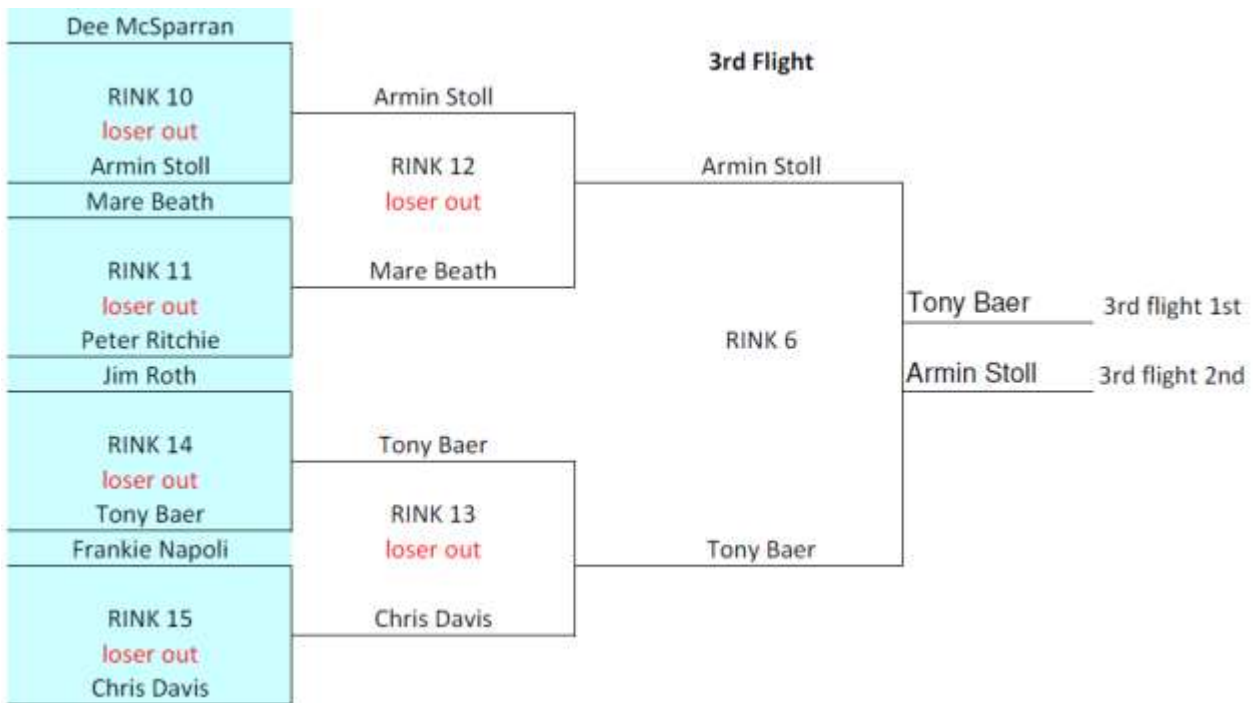 Dee McSparran
3rd Flight
RINK 10
Armin Stoll
loser out
Armin Stoll
RINK 12
Armin Stoll
Mare Beath
loser out
RINK 11
Mare Beath
loser out
Tony Baer
3rd flight 1st
Peter Ritchie
RINK 6
Jim Roth
Armin Stoll
3rd flight 2nd
RINK 14
Tony Baer
loser out
Tony Baer
RINK 13
Frankie Napoli
loser out
Tony Baer
RINK 15
Chris Davis
loser out
Chris Davis